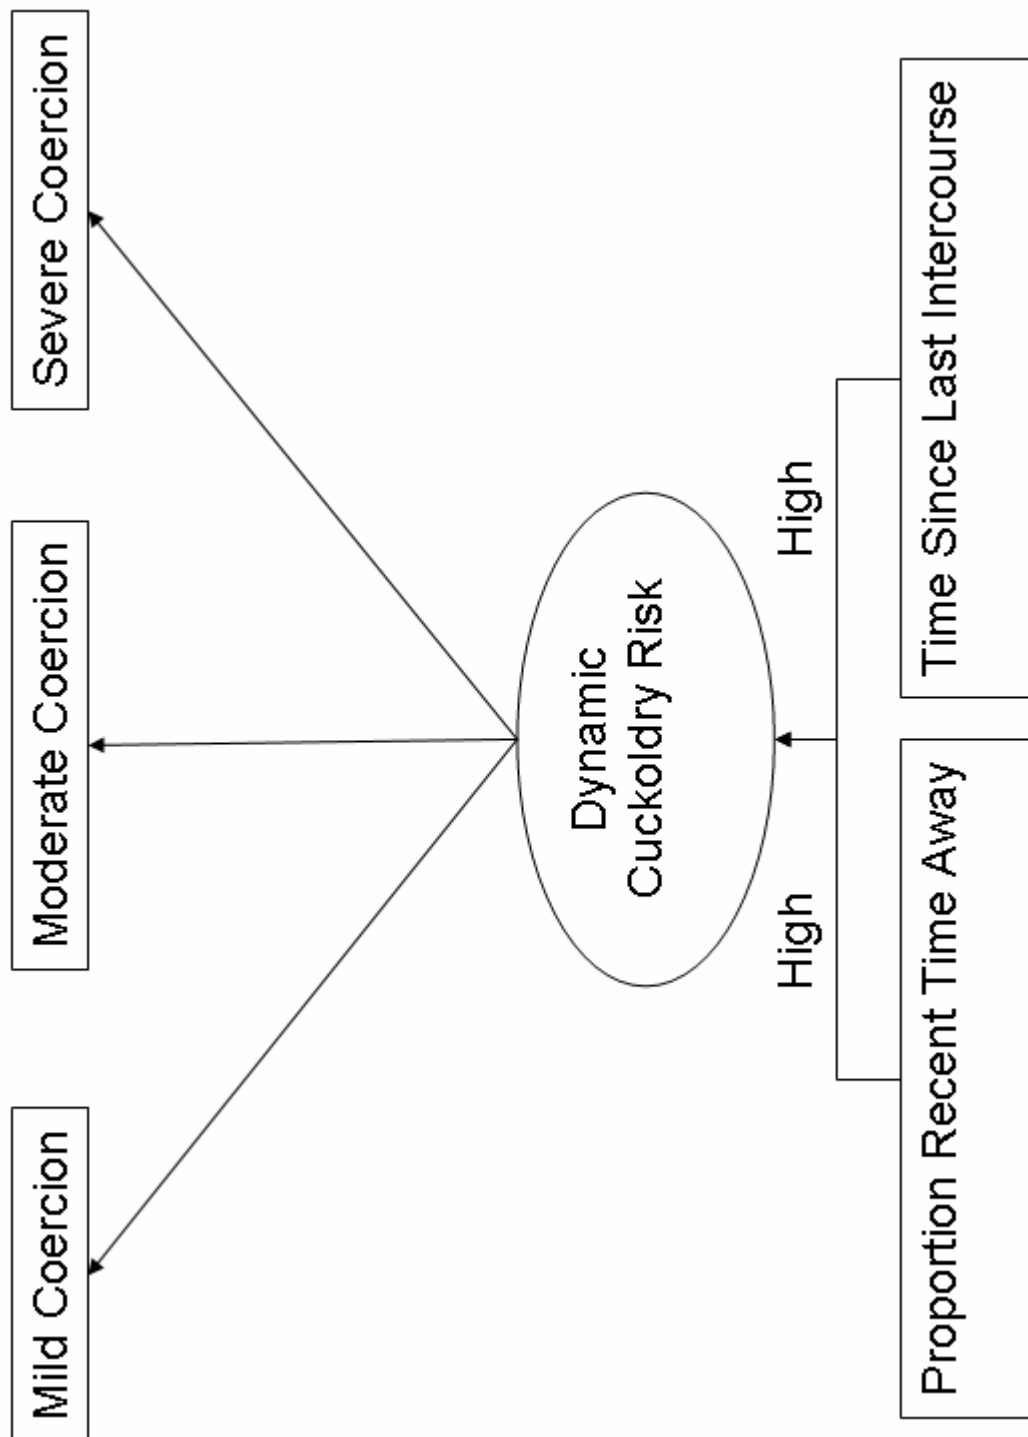 Mild Coercion
Moderate Coercion
Severe Coercion
Dynamic
Cuckoldry Risk
High
High
Proportion Recent Time Away
Time Since Last Intercourse